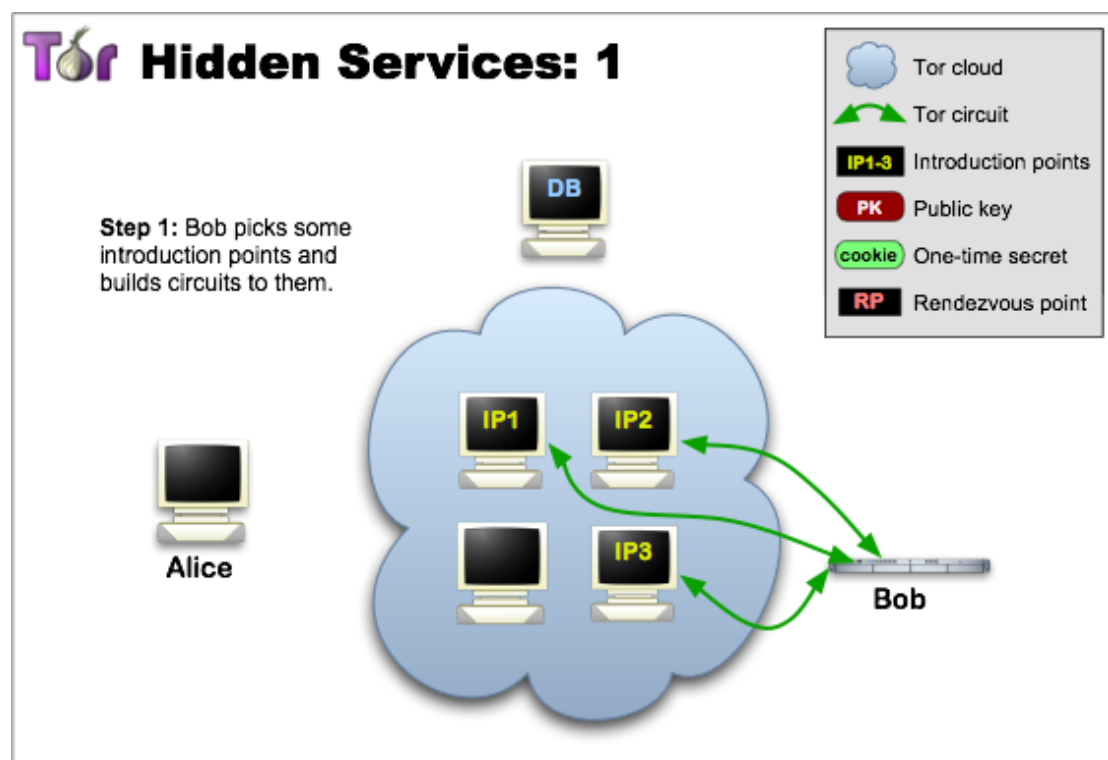 Tor Hidden Services: 1
Tor cloud
Tor circuit
IP1-3 Introduction points
PK Public key
cookie One-time secret
RP Rendezvous point
DB
Step 1: Bob picks some
introduction points and
builds circuits to them.
IP1 IP2
IP3
Alice
Bob